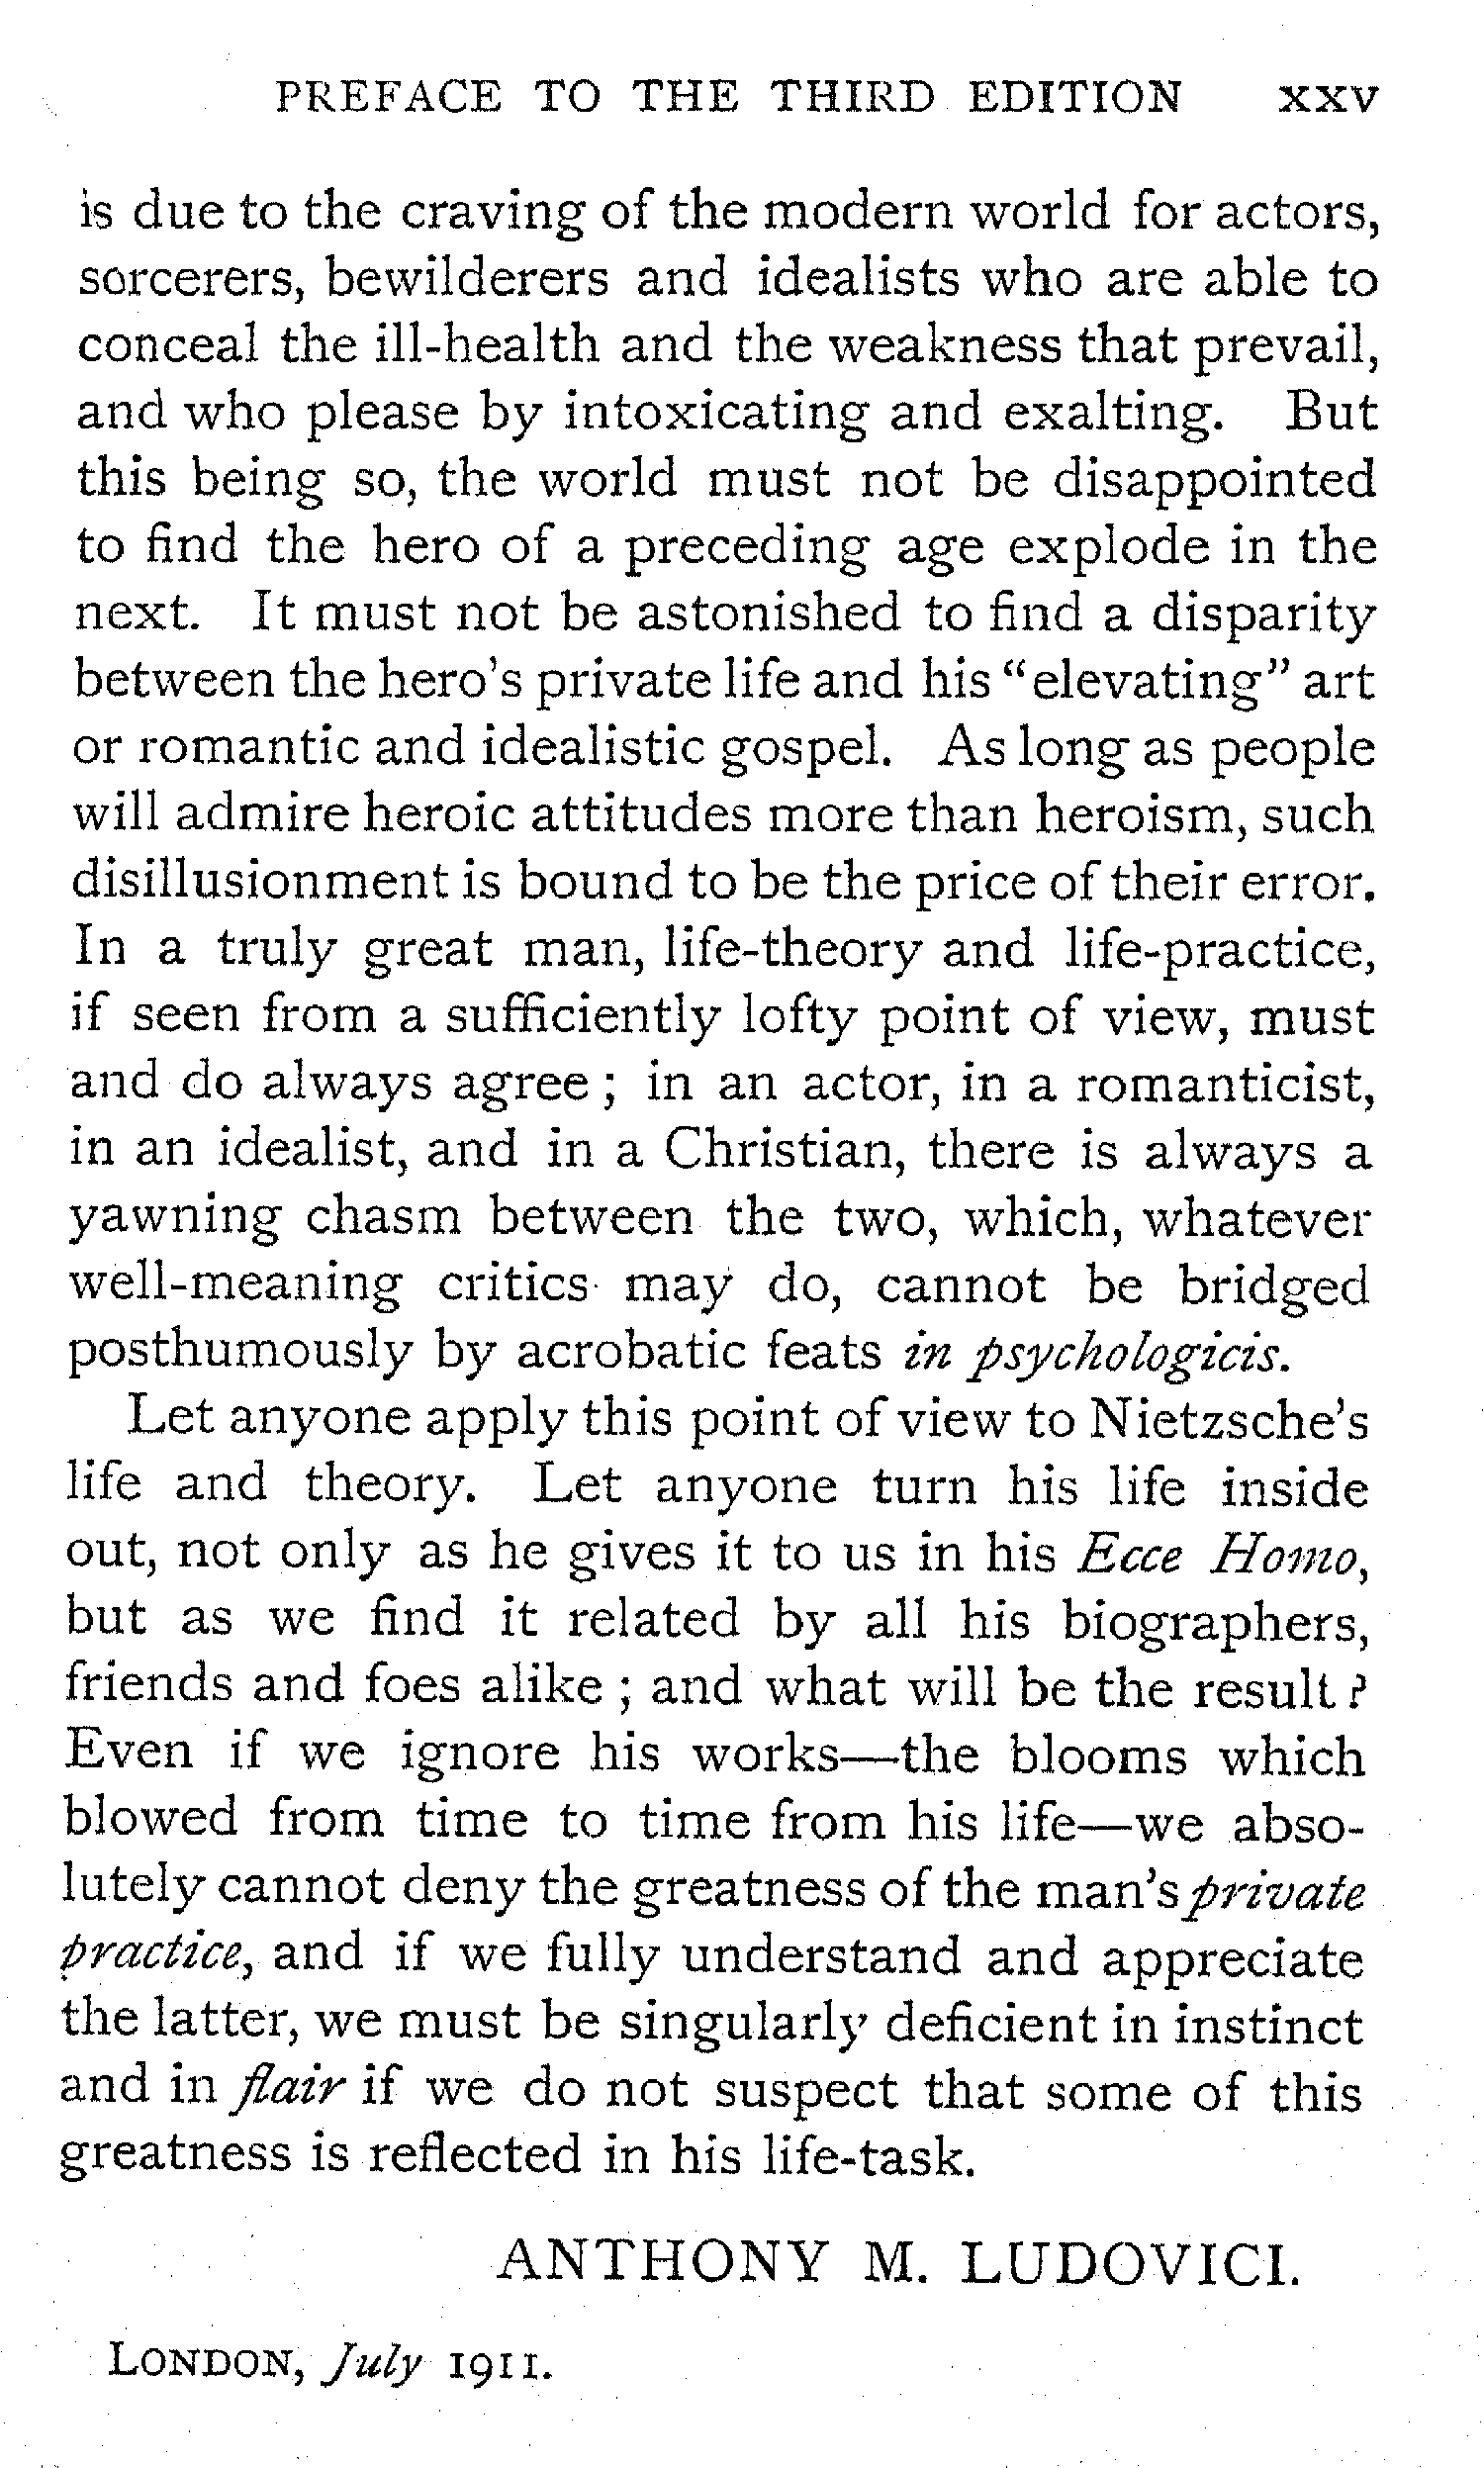 PREFACE TO THE THIRD EDITION xxv
is due to the craving of the modern world for actors,
sorcerers, bewilderers and idealists who are able to
conceal the ill-health and the weakness that prevail,
and who please by intoxicating and exalting. But
this being so, the world must not be disappointed
to find the hero of a preceding age explode in the
next. It must not be astonished to find a disparity
between the hero's private life and his "elevating" art
or romantic and idealistic gospel. As long as people
will admire heroic attitudes more than heroism, such
disillusionment is bound to be the price of their error.
In a truly great man, life-theory and life-practice,
if seen from a sufficiently lofty point of view, must
and do always agree ; in an actor, in a romanticist,
in an idealist, and in a Christian, there is always a
yawning chasm between the two, which, whatever
well-meaning critics may do, cannot be bridged
posthumously by acrobatic feats in psychologicis.
Let anyone apply this point of view to Nietzsche's
life and theory. Let anyone turn his life inside
out, not only as he gives it to us in his Ecce Homo,
but as we find it related by all his biographers,
friends and foes alike ; and what will be the result ?
Even if we ignore his works—the blooms which
blowed from time to time from his life—we abso-
lutely cannot deny the greatness of the man's private
practice, and if we fully understand and appreciate
the latter, we must be singularly deficient in instinct
and in flair if we do not suspect that some of this
greatness is reflected in his life-task.
ANTHONY M. LUDOVICI.
LONDON, July 1911.